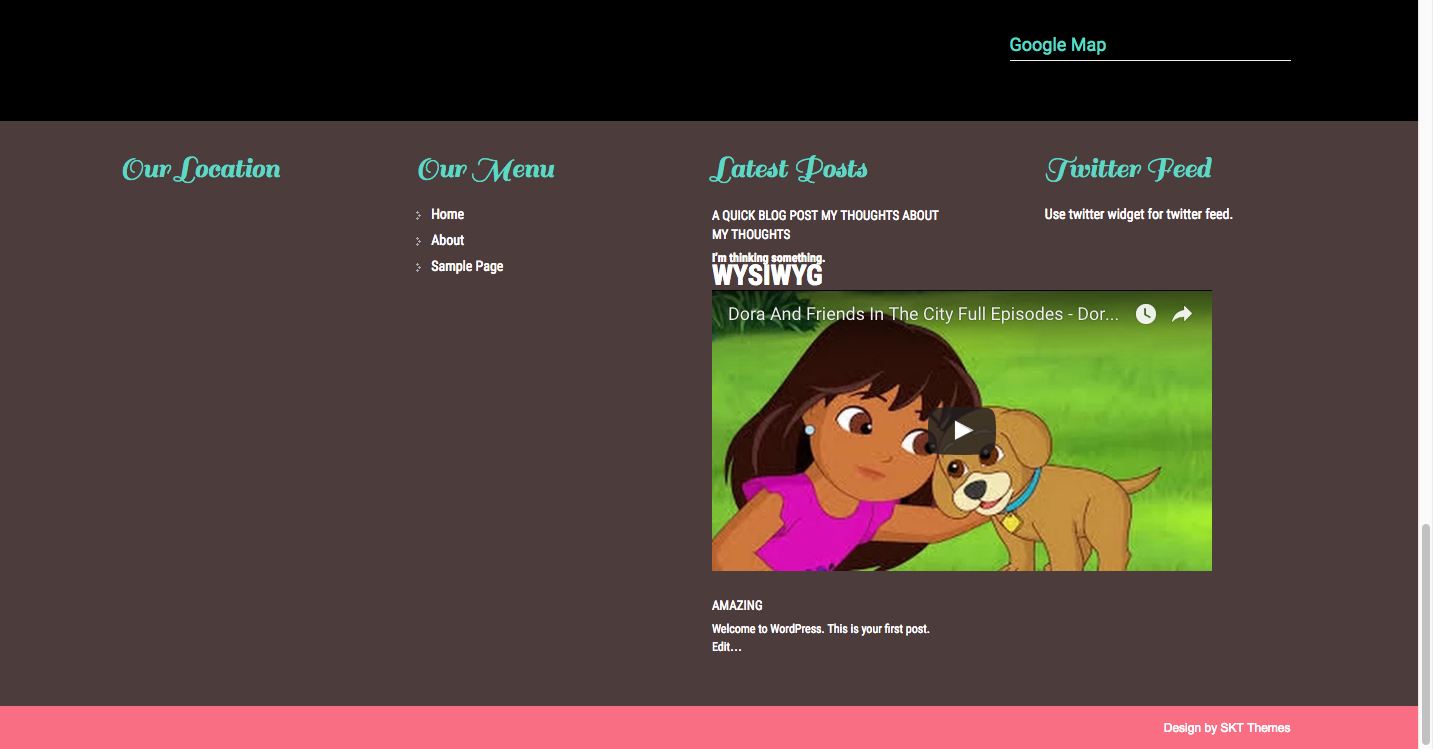 Google Map
Our Location
Our Menu
Home
About
Sample Page
Latest Posts
A QUICK BLOG POST MY THOUGHTS ABOUT
MY THOUGHTS
I'm thinking something.
WYSIWYG
Dora And Friends In The City Full Episodes - Dor...
AMAZING
Welcome to WordPress. This is your first post.
Edit...
Twitter Feed
Use twitter widget for twitter feed.
Design by SKT Themes